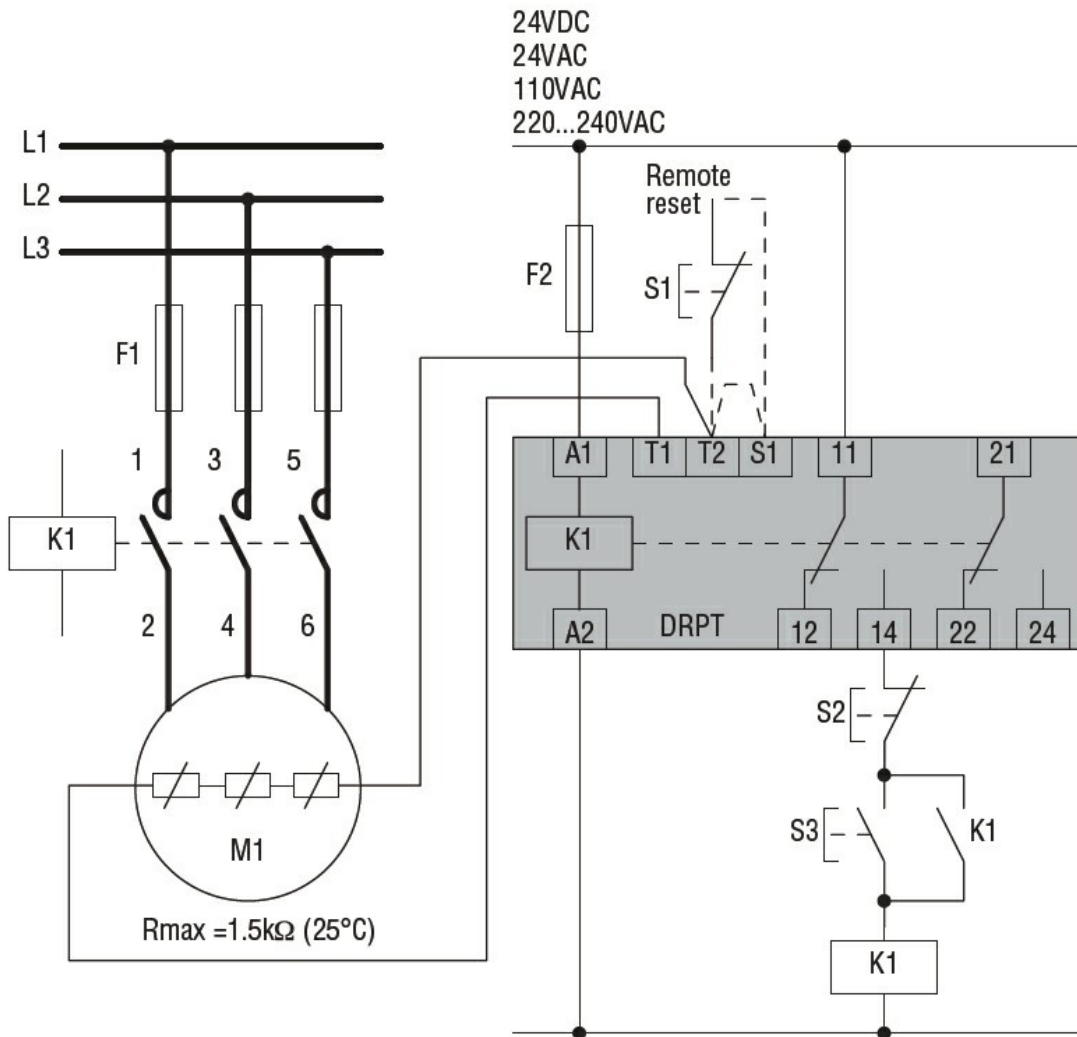 24VDC
24VAC
110VAC
220...240VAC
L1
L2
L3
Remote
reset
F2
S1
F1
1
3
5
A1
T1
T2
S1
11
21
K1
K1
2
4
6
A2
DRPT
12
14
22
24
S2
S3
K1
M1
Rmax =1.5kΩ (25°C)
K1